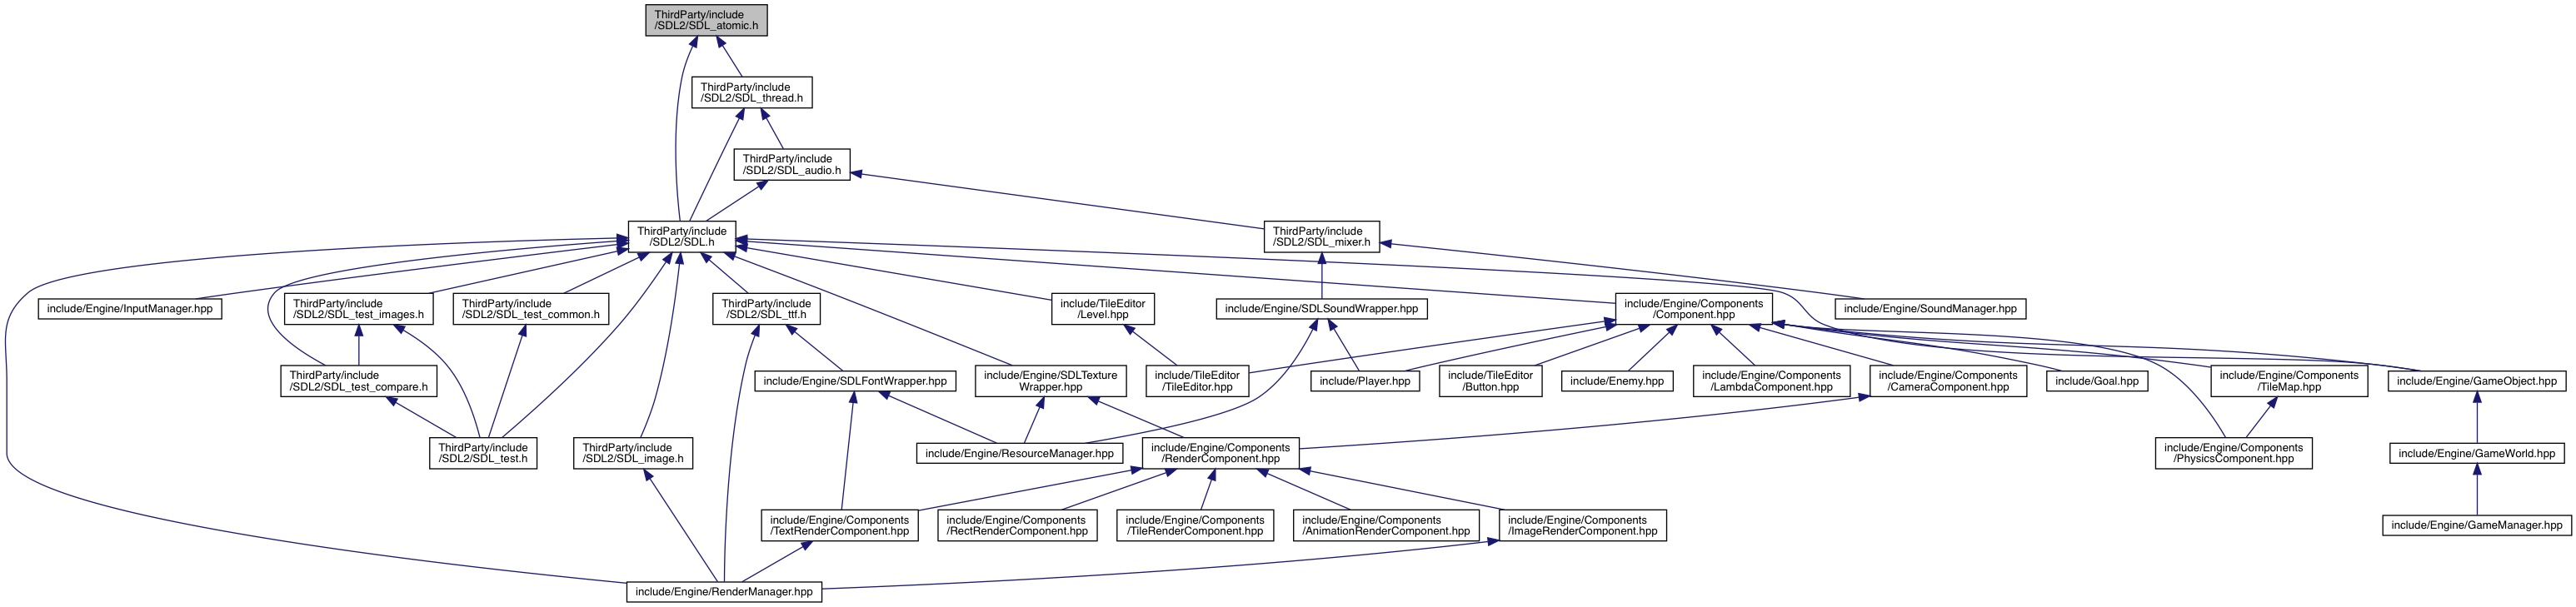 ThirdParty/include
/SDL2/SDL_atomic.h
ThirdParty/include
/SDL2/SDL_thread.h
ThirdParty/include
/SDL2/SDL_audio.h
ThirdParty/include
/SDL2/SDL.h
ThirdParty/include
/SDL2/SDL_mixer.h
include/Engine/InputManager.hpp
ThirdParty/include
/SDL2/SDL_test_images.h
ThirdParty/include
/SDL2/SDL_test_common.h
ThirdParty/include
/SDL2/SDL_ttf.h
include/TileEditor
/Level.hpp
include/Engine/SDLSoundWrapper.hpp
include/Engine/Components
/Component.hpp
include/Engine/SoundManager.hpp
ThirdParty/include
/SDL2/SDL_test_compare.h
include/Engine/SDLFontWrapper.hpp
include/Engine/SDLTexture
Wrapper.hpp
include/TileEditor
/TileEditor.hpp
include/Player.hpp
include/TileEditor
/Button.hpp
include/Enemy.hpp
include/Engine/Components
/LambdaComponent.hpp
include/Engine/Components
/CameraComponent.hpp
include/Goal.hpp
include/Engine/Components
/TileMap.hpp
include/Engine/GameObject.hpp
ThirdParty/include
/SDL2/SDL_test.h
ThirdParty/include
/SDL2/SDL_image.h
include/Engine/ResourceManager.hpp
include/Engine/Components
/RenderComponent.hpp
include/Engine/Components
/PhysicsComponent.hpp
include/Engine/GameWorld.hpp
include/Engine/Components
/TextRenderComponent.hpp
include/Engine/Components
/RectRenderComponent.hpp
include/Engine/Components
/TileRenderComponent.hpp
include/Engine/Components
/AnimationRenderComponent.hpp
include/Engine/Components
/ImageRenderComponent.hpp
include/Engine/GameManager.hpp
include/Engine/RenderManager.hpp